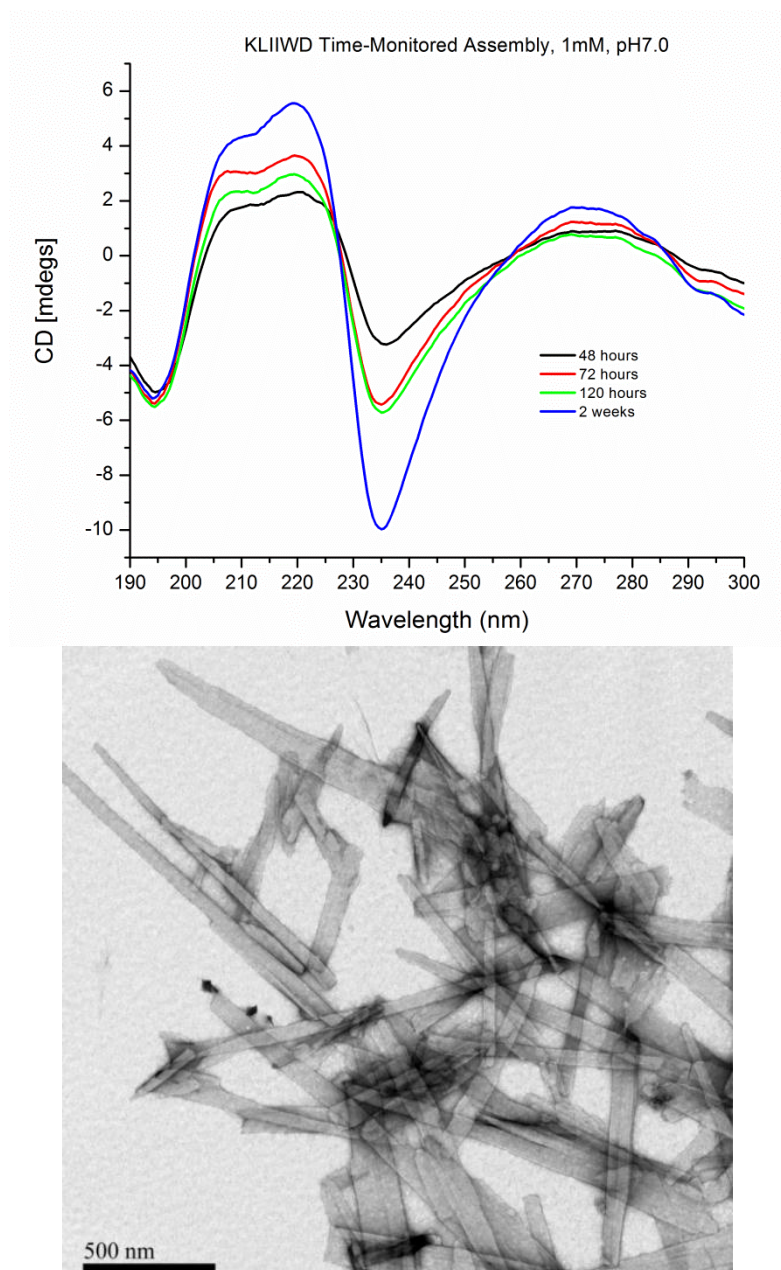 KLIIWD Time-Monitored Assembly, 1mM, pH7.0
6
4
2
0
-2
-4
-6
-8
-10
CD [mdegs]
48 hours
72 hours
120 hours
2 weeks
190 200 210 220 230 240 250 260 270 280 290 300
Wavelength (nm)
500 nm